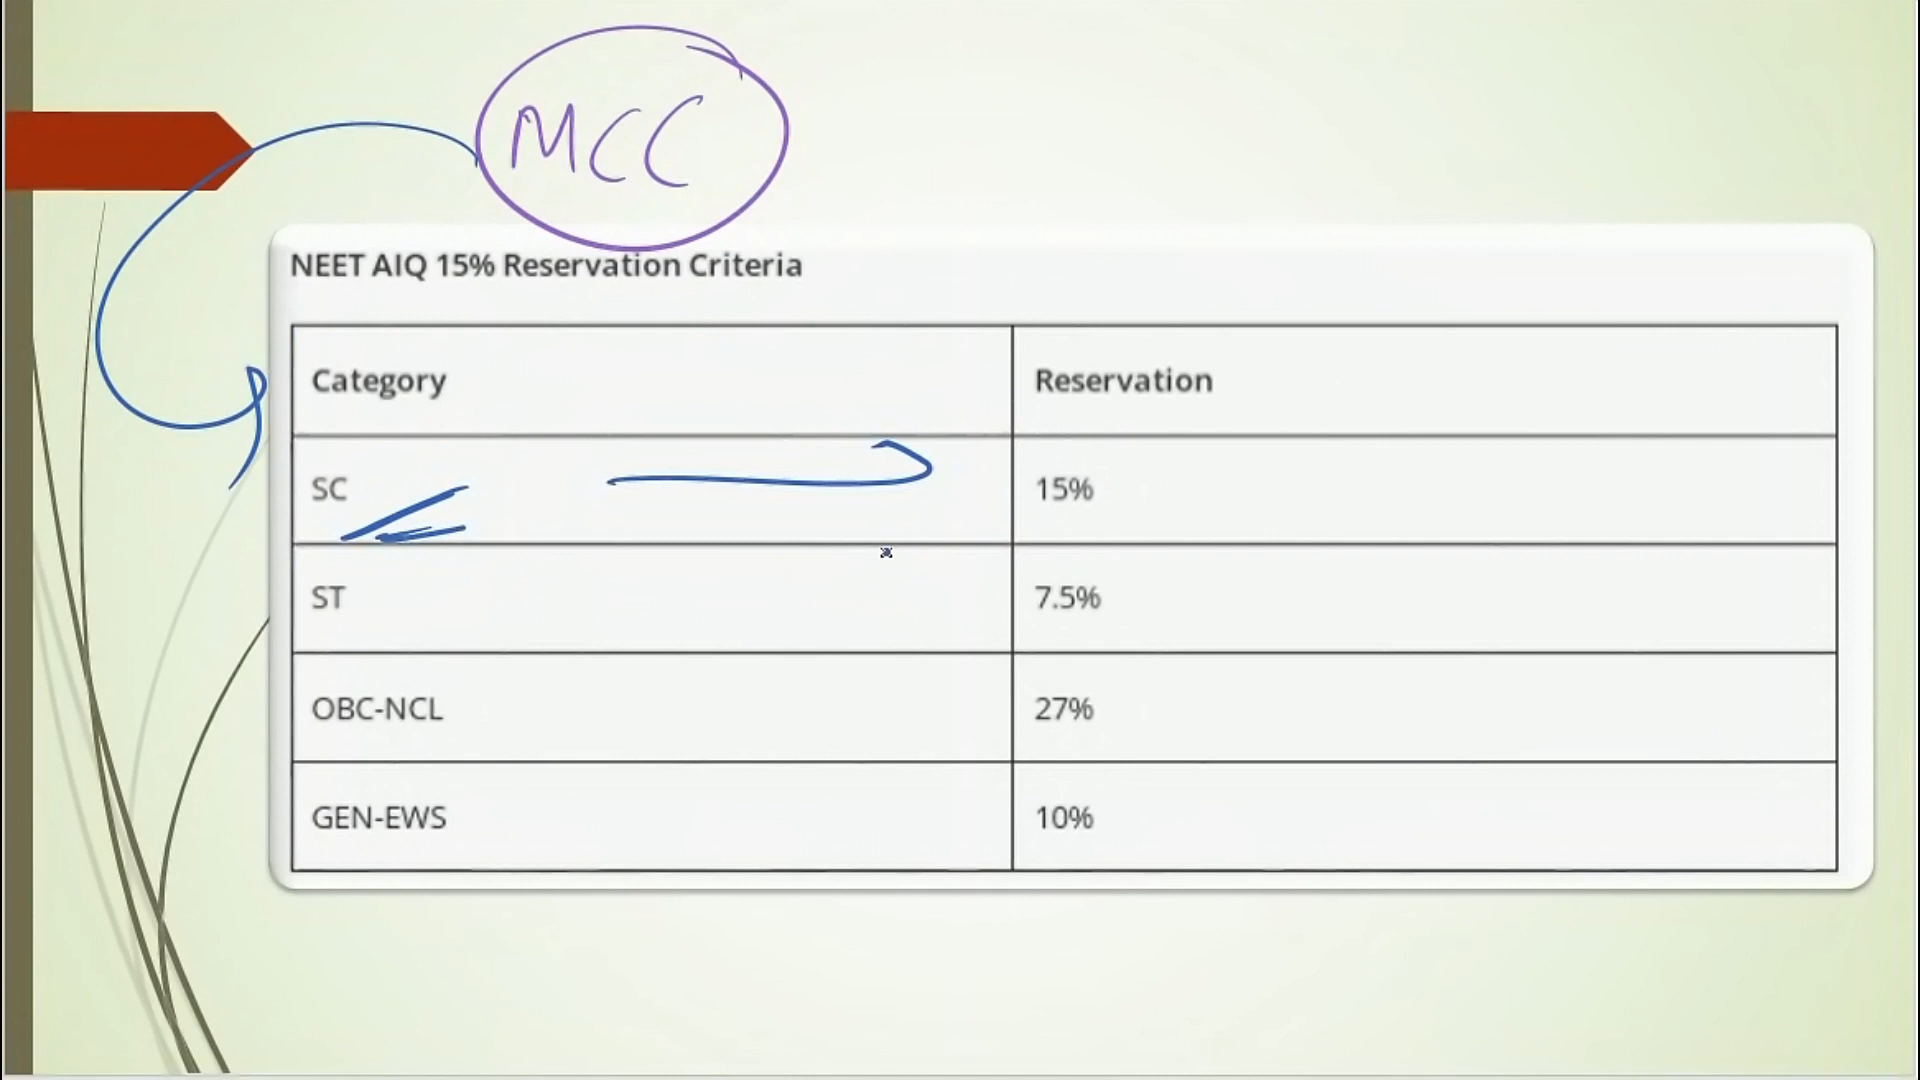 MCC
NEET AIQ 15% Reservation Criteria
Category Reservation
SC 15%
ST 7.5%
OBC-NCL 27%
GEN-EWS 10%